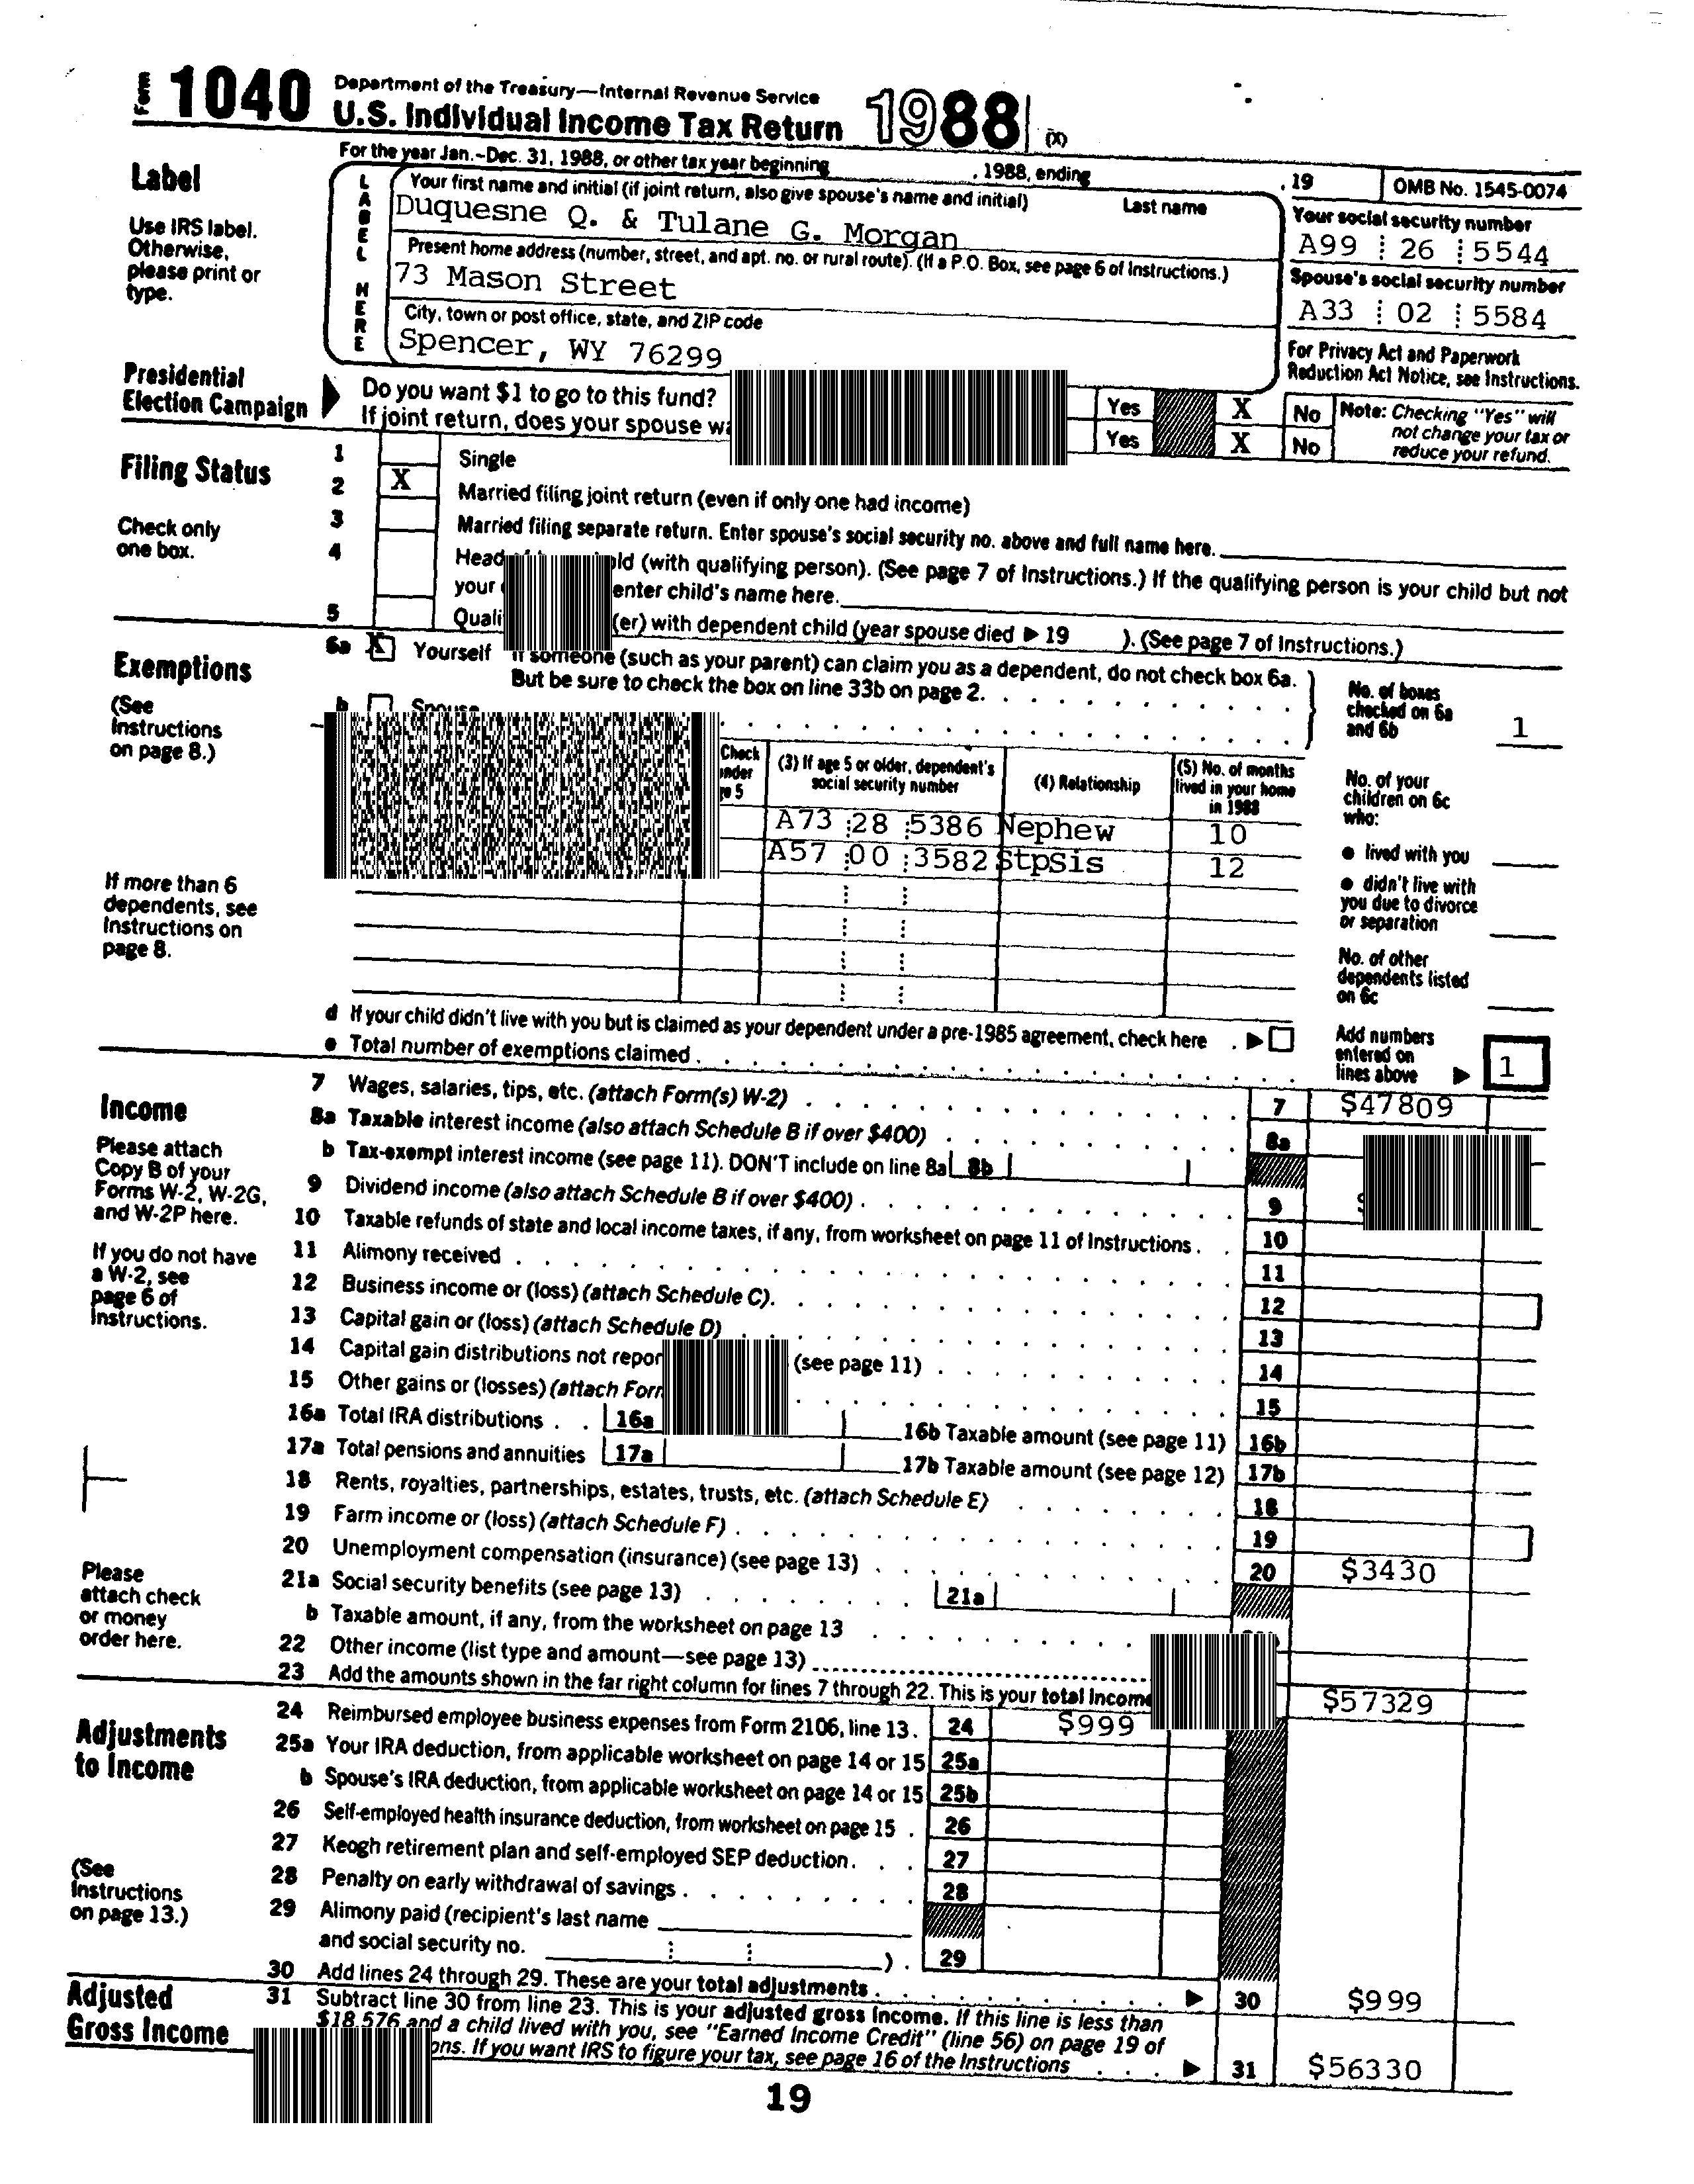 Form 1040 Department of the Treasury—Internal Revenue Service
U.S. Individual Income Tax Return 1988 (X)
For the year Jan.–Dec. 31, 1988, or other tax year beginning , 1988, ending , 19 OMB No. 1545-0074
Label
Use IRS label.
Otherwise,
please print or
type.
LABEL HERE
Your first name and initial (if joint return, also give spouse's name and initial) Last name
Duquesne Q. & Tulane G. Morgan
Present home address (number, street, and apt. no. or rural route). (If a P.O. Box, see page 6 of Instructions.)
73 Mason Street
City, town or post office, state, and ZIP code
Spencer, WY 76299
Your social security number
A99 26 5544
Spouse's social security number
A33 02 5584
For Privacy Act and Paperwork
Reduction Act Notice, see Instructions.
Presidential
Election Campaign
Do you want $1 to go to this fund? Yes X No
If joint return, does your spouse Yes X No
Note: Checking "Yes" will
not change your tax or
reduce your refund.
Filing Status
Check only
one box.
1 Single
2 X Married filing joint return (even if only one had income)
3 Married filing separate return. Enter spouse's social security no. above and full name here.
4 Head (with qualifying person). (See page 7 of Instructions.) If the qualifying person is your child but not
your enter child's name here.
5 (er) with dependent child (year spouse died ▶ 19 ). (See page 7 of Instructions.)
Exemptions
(See
Instructions
on page 8.)
6a X Yourself If someone (such as your parent) can claim you as a dependent, do not check box 6a.
But be sure to check the box on line 33b on page 2.
b Spouse
No. of boxes
checked on 6a
and 6b 1
Check
(3) If age 5 or older, dependent's
social security number
(4) Relationship
(5) No. of months
lived in your home
in 1988
A73 28 5386 Nephew 10
A57 00 3582 StpSis 12
No. of your
children on 6c
who:
● lived with you
● didn't live with
you due to divorce
or separation
No. of other
dependents listed
on 6c
If more than 6
dependents, see
Instructions on
page 8.
d If your child didn't live with you but is claimed as your dependent under a pre-1985 agreement, check here . ▶
e Total number of exemptions claimed
Add numbers
entered on
lines above ▶ 1
Income
Please attach
Copy B of your
Forms W-2, W-2G,
and W-2P here.
If you do not have
a W-2, see
page 6 of
Instructions.
Please
attach check
or money
order here.
7 Wages, salaries, tips, etc. (attach Form(s) W-2) 7 $47809
8a Taxable interest income (also attach Schedule B if over $400) 8a
b Tax-exempt interest income (see page 11). DON'T include on line 8a 8b
9 Dividend income (also attach Schedule B if over $400) 9
10 Taxable refunds of state and local income taxes, if any, from worksheet on page 11 of Instructions 10
11 Alimony received 11
12 Business income or (loss) (attach Schedule C) 12
13 Capital gain or (loss) (attach Schedule D) 13
14 Capital gain distributions not (see page 11) 14
15 Other gains or (losses) (attach 15
16a Total IRA distributions 16a 16b Taxable amount (see page 11) 16b
17a Total pensions and annuities 17a 17b Taxable amount (see page 12) 17b
18 Rents, royalties, partnerships, estates, trusts, etc. (attach Schedule E) 18
19 Farm income or (loss) (attach Schedule F) 19
20 Unemployment compensation (insurance) (see page 13) 20 $3430
21a Social security benefits (see page 13) 21a
b Taxable amount, if any, from the worksheet on page 13
22 Other income (list type and amount—see page 13)
23 Add the amounts shown in the far right column for lines 7 through 22. This is your total income $57329
Adjustments
to Income
(See
Instructions
on page 13.)
24 Reimbursed employee business expenses from Form 2106, line 13. 24 $999
25a Your IRA deduction, from applicable worksheet on page 14 or 15 25a
b Spouse's IRA deduction, from applicable worksheet on page 14 or 15 25b
26 Self-employed health insurance deduction, from worksheet on page 15 . 26
27 Keogh retirement plan and self-employed SEP deduction. 27
28 Penalty on early withdrawal of savings 28
29 Alimony paid (recipient's last name
and social security no. ) . 29
30 Add lines 24 through 29. These are your total adjustments ▶ 30 $999
Adjusted
Gross Income
31 Subtract line 30 from line 23. This is your adjusted gross income. If this line is less than
$18,576 and a child lived with you, see "Earned Income Credit" (line 56) on page 19 of
If you want IRS to figure your tax, see page 16 of the Instructions ▶ 31 $56330
19